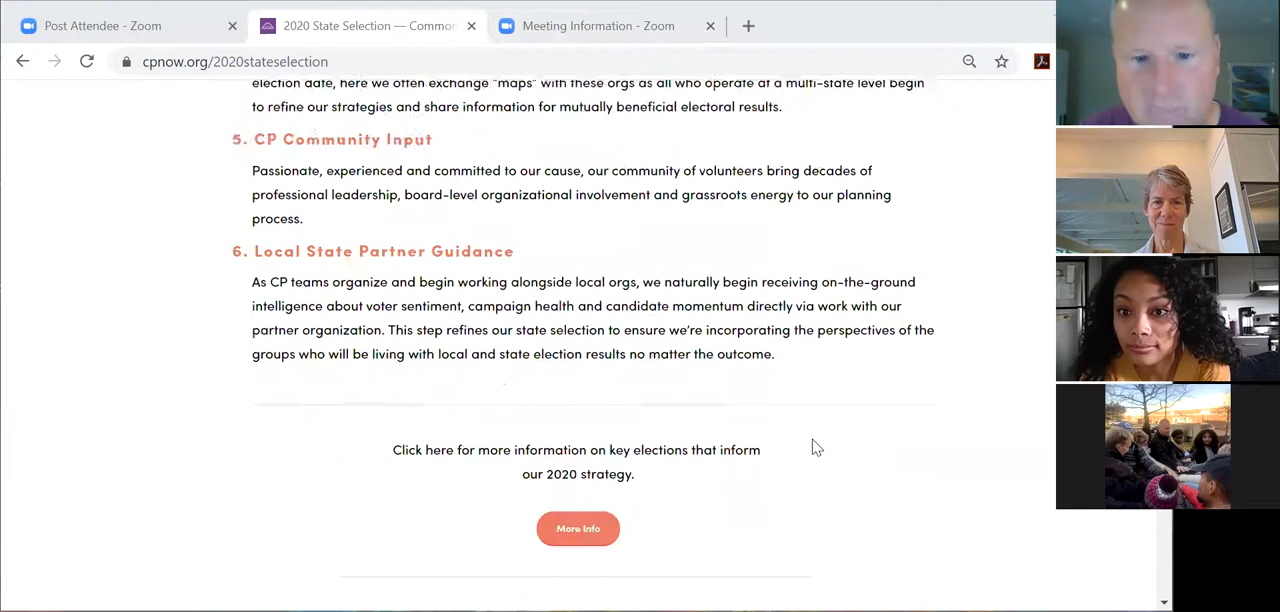 Post Attendee - Zoom
2020 State Selection — Common
Meeting Information - Zoom
cpnow.org/2020stateselection
election date, here we often exchange "maps" with these orgs as all who operate at a multi-state level begin
to refine our strategies and share information for mutually beneficial electoral results.
5. CP Community Input
Passionate, experienced and committed to our cause, our community of volunteers bring decades of
professional leadership, board-level organizational involvement and grassroots energy to our planning
process.
6. Local State Partner Guidance
As CP teams organize and begin working alongside local orgs, we naturally begin receiving on-the-ground
intelligence about voter sentiment, campaign health and candidate momentum directly via work with our
partner organization. This step refines our state selection to ensure we're incorporating the perspectives of the
groups who will be living with local and state election results no matter the outcome.
Click here for more information on key elections that inform
our 2020 strategy.
More Info